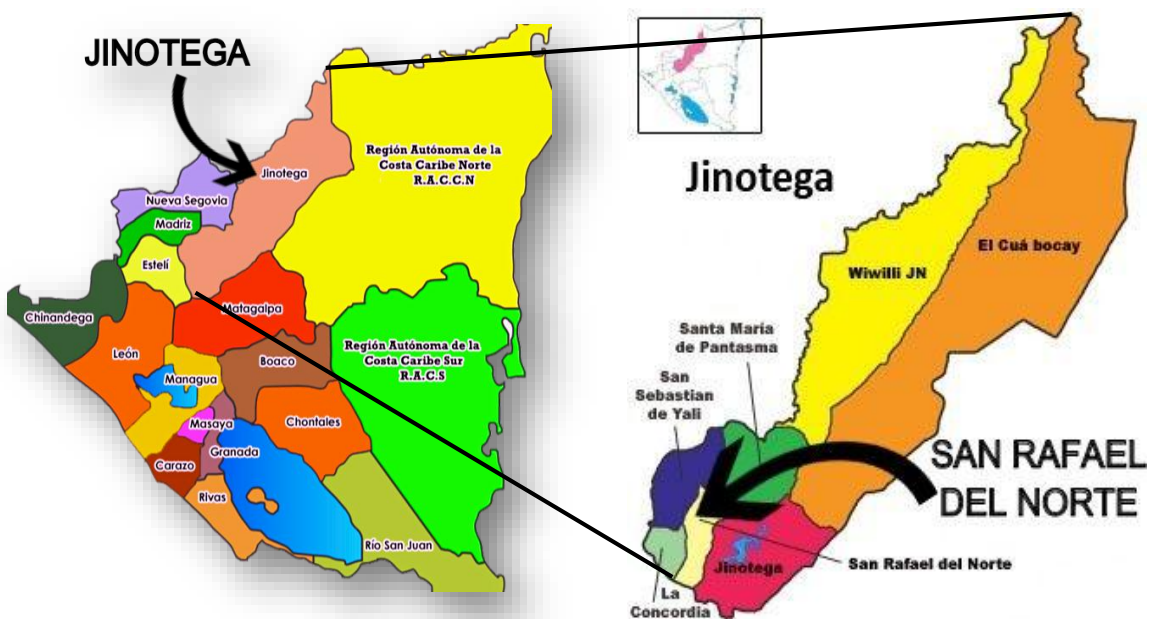 JINOTEGA
Jinotega
Región Autónoma de la
Costa Caribe Norte
R.A.C.C.N
Nueva Segovia
Madriz
Estelí
Chinandega
Matagalpa
León
Boaco
Región Autónoma de la
Costa Caribe Sur
R.A.C.S
Managua
Masaya
Chontales
Granada
Carazo
Rivas
Río San Juan
Jinotega
El Cuá bocay
Wiwilli JN
Santa María
de Pantasma
San
Sebastian
de Yali
SAN RAFAEL
DEL NORTE
San Rafael del Norte
Jinotega
La
Concordia